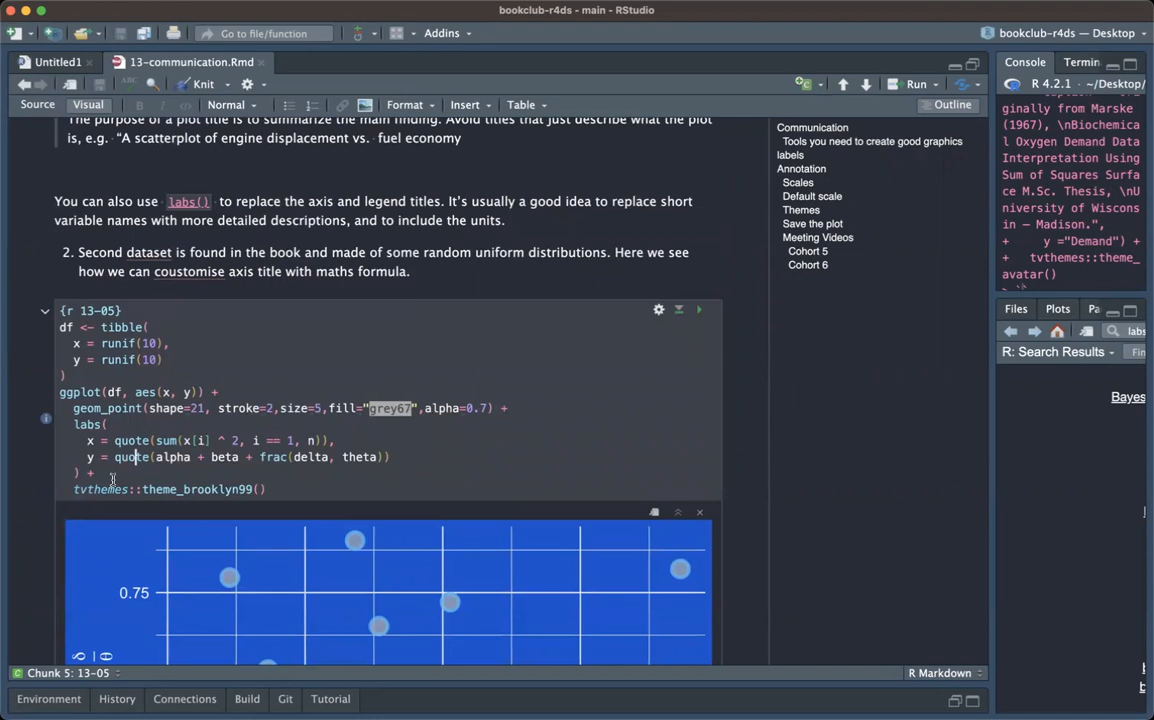 bookclub-r4ds - main - RStudio
Go to file/function
Addins
bookclub-r4ds — Desktop
Untitled1
13-communication.Rmd
Knit
Run
Source
Visual
B
I
Normal
Format
Insert
Table
Outline
The purpose of a plot title is to summarize the main finding. Avoid titles that just describe what the plot
is, e.g. “A scatterplot of engine displacement vs. fuel economy
You can also use labs() to replace the axis and legend titles. It’s usually a good idea to replace short
variable names with more detailed descriptions, and to include the units.
2. Second dataset is found in the book and made of some random uniform distributions. Here we see
how we can coustomise axis title with maths formula.
{r 13-05}
df <- tibble(
x = runif(10),
y = runif(10)
)
ggplot(df, aes(x, y)) +
geom_point(shape=21, stroke=2,size=5,fill="grey67",alpha=0.7) +
labs(
x = quote(sum(x[i] ^ 2, i == 1, n)),
y = quote(alpha + beta + frac(delta, theta))
) +
tvthemes::theme_brooklyn99()
0.75
δ
θ
Communication
Tools you need to create good graphics
labels
Annotation
Scales
Default scale
Themes
Save the plot
Meeting Videos
Cohort 5
Cohort 6
Chunk 5: 13-05
R Markdown
Environment
History
Connections
Build
Git
Tutorial
Console
Termin
R 4.2.1
~/Desktop/
ginally from Marske
(1967), \nBiochemica
l Oxygen Demand Data
Interpretation Using
Sum of Squares Surfa
ce M.Sc. Thesis, \nU
niversity of Wiscons
in – Madison.",
+ y ="Demand") +
+ tvthemes::theme_
avatar()
>
Files
Plots
Pa
labs
R: Search Results
Fin
Bayes